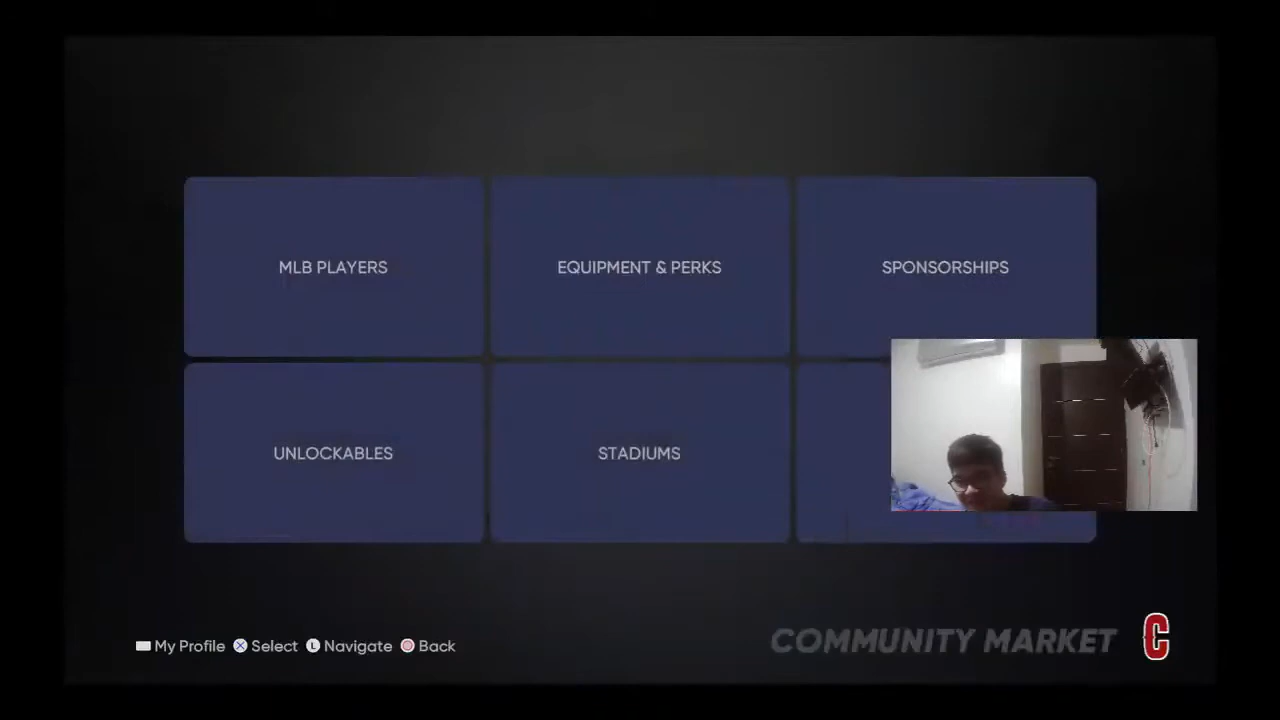 MLB PLAYERS
EQUIPMENT & PERKS
SPONSORSHIPS
UNLOCKABLES
STADIUMS
My Profile Select L Navigate Back
COMMUNITY MARKET C